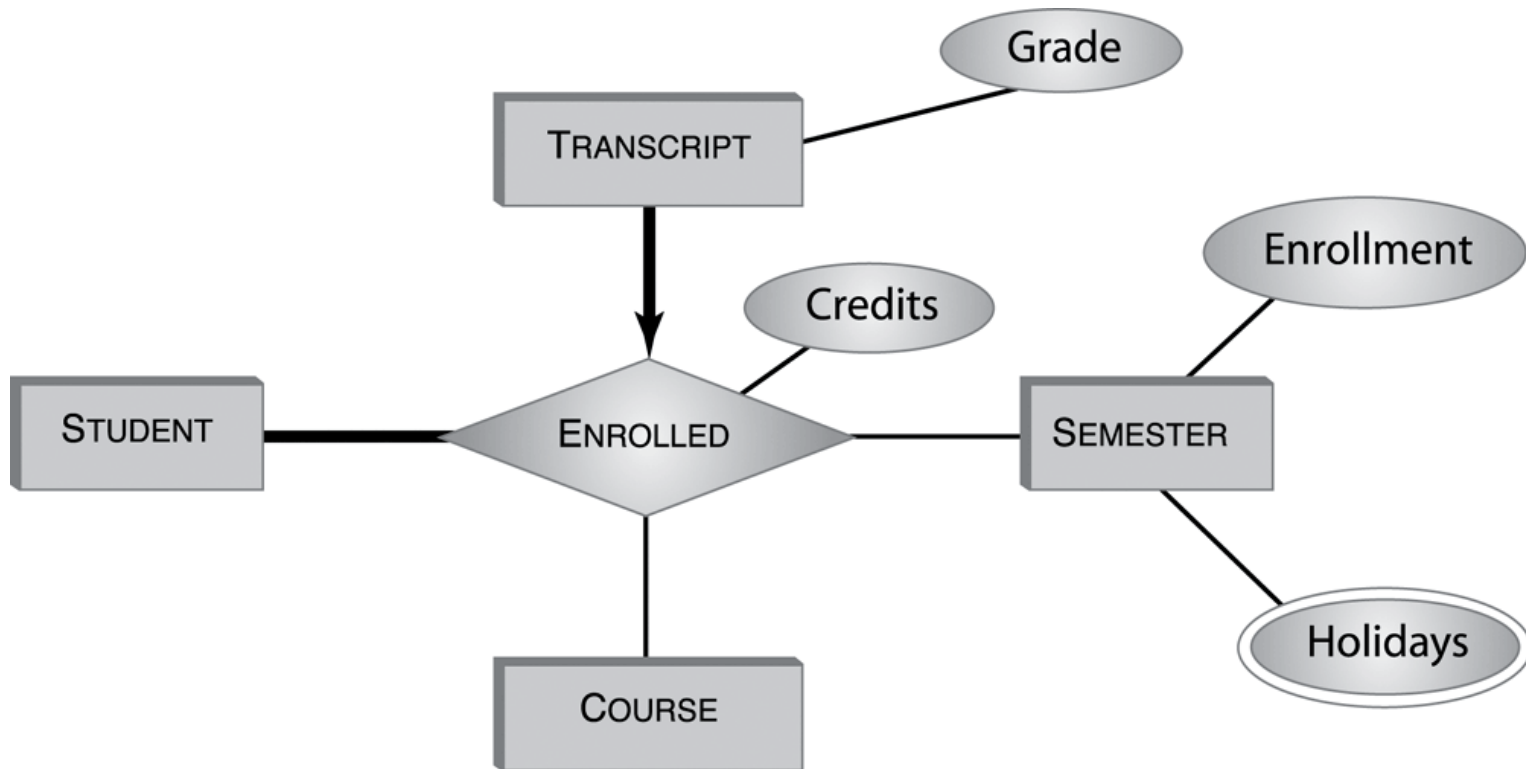 Grade
TRANSCRIPT
Enrollment
Credits
STUDENT
ENROLLED
SEMESTER
Holidays
COURSE